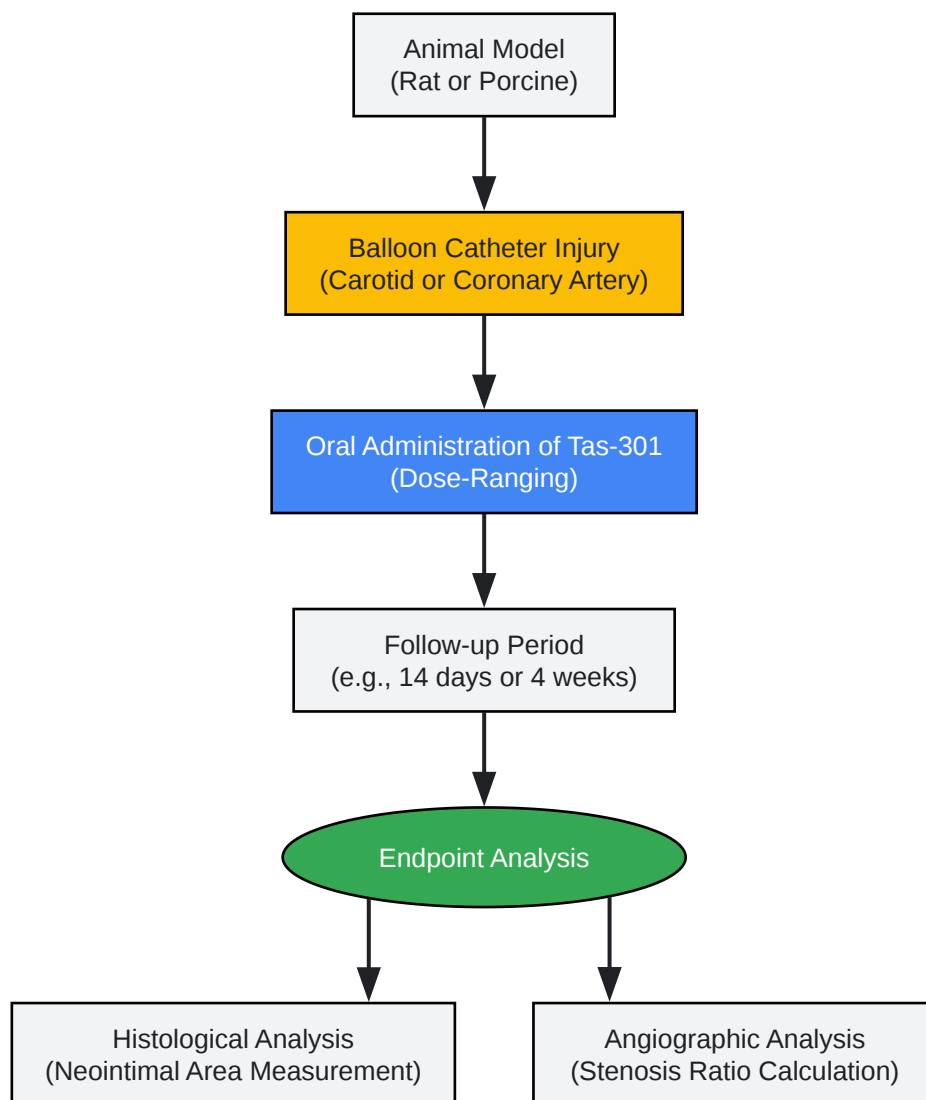 Animal Model
(Rat or Porcine)
Balloon Catheter Injury
(Carotid or Coronary Artery)
Oral Administration of Tas-301
(Dose-Ranging)
Follow-up Period
(e.g., 14 days or 4 weeks)
Endpoint Analysis
Histological Analysis
(Neointimal Area Measurement)
Angiographic Analysis
(Stenosis Ratio Calculation)